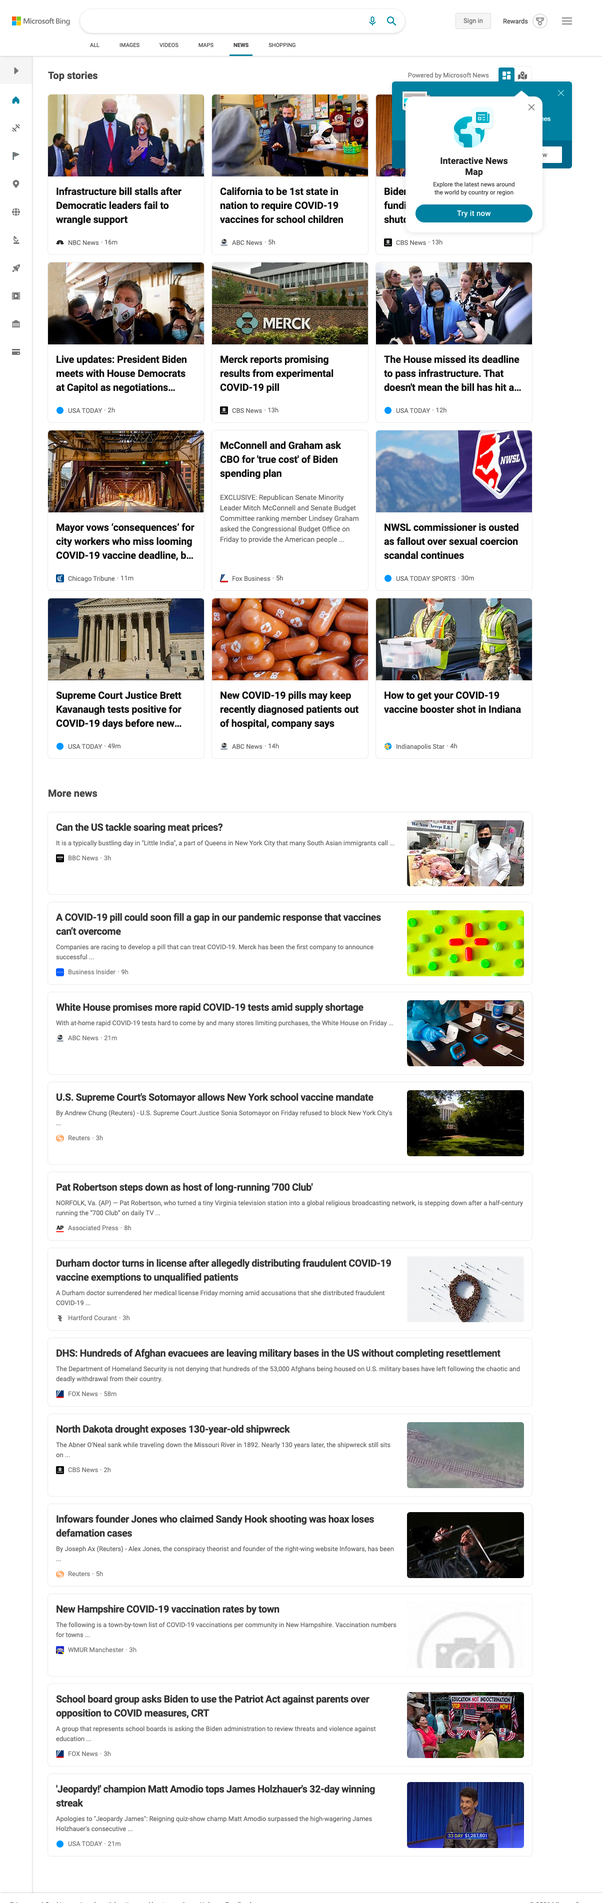 Microsoft Bing
Sign in
Rewards
ALL
IMAGES
VIDEOS
MAPS
NEWS
SHOPPING
Top stories
Powered by Microsoft News
Interactive News
Map
Explore the latest news around
the world by country or region
Try it now
Infrastructure bill stalls after
Democratic leaders fail to
wrangle support
NBC News · 16m
California to be 1st state in
nation to require COVID-19
vaccines for school children
ABC News · 5h
Biden
fundi
shutd
CBS News · 13h
Live updates: President Biden
meets with House Democrats
at Capitol as negotiations...
USA TODAY · 2h
MERCK
Merck reports promising
results from experimental
COVID-19 pill
CBS News · 13h
The House missed its deadline
to pass infrastructure. That
doesn't mean the bill has hit a...
USA TODAY · 12h
Mayor vows ‘consequences’ for
city workers who miss looming
COVID-19 vaccine deadline, b...
Chicago Tribune · 11m
McConnell and Graham ask
CBO for 'true cost' of Biden
spending plan
EXCLUSIVE: Republican Senate Minority
Leader Mitch McConnell and Senate Budget
Committee ranking member Lindsey Graham
asked the Congressional Budget Office on
Friday to provide the American people ...
Fox Business · 5h
NWSL
NWSL commissioner is ousted
as fallout over sexual coercion
scandal continues
USA TODAY SPORTS · 30m
Supreme Court Justice Brett
Kavanaugh tests positive for
COVID-19 days before new...
USA TODAY · 49m
New COVID-19 pills may keep
recently diagnosed patients out
of hospital, company says
ABC News · 14h
How to get your COVID-19
vaccine booster shot in Indiana
Indianapolis Star · 4h
More news
Can the US tackle soaring meat prices?
It is a typically bustling day in "Little India", a part of Queens in New York City that many South Asian immigrants call ...
BBC News · 3h
A COVID-19 pill could soon fill a gap in our pandemic response that vaccines
can't overcome
Companies are racing to develop a pill that can treat COVID-19. Merck has been the first company to announce
successful ...
Business Insider · 9h
White House promises more rapid COVID-19 tests amid supply shortage
With at-home rapid COVID-19 tests hard to come by and many stores limiting purchases, the White House on Friday ...
ABC News · 21m
U.S. Supreme Court's Sotomayor allows New York school vaccine mandate
By Andrew Chung (Reuters) - U.S. Supreme Court Justice Sonia Sotomayor on Friday refused to block New York City's
...
Reuters · 3h
Pat Robertson steps down as host of long-running '700 Club'
NORFOLK, Va. (AP) — Pat Robertson, who turned a tiny Virginia television station into a global religious broadcasting network, is stepping down after a half-century
running the "700 Club" on daily TV ...
AP Associated Press · 8h
Durham doctor turns in license after allegedly distributing fraudulent COVID-19
vaccine exemptions to unqualified patients
A Durham doctor surrendered her medical license Friday morning amid accusations that she distributed fraudulent
COVID-19 ...
Hartford Courant · 3h
DHS: Hundreds of Afghan evacuees are leaving military bases in the US without completing resettlement
The Department of Homeland Security is not denying that hundreds of the 53,000 Afghans being housed on U.S. military bases have left following the chaotic and
deadly withdrawal from their country.
FOX News · 58m
North Dakota drought exposes 130-year-old shipwreck
The Abner O'Neal sank while traveling down the Missouri River in 1892. Nearly 130 years later, the shipwreck still sits
on ...
CBS News · 2h
Infowars founder Jones who claimed Sandy Hook shooting was hoax loses
defamation cases
By Joseph Ax (Reuters) - Alex Jones, the conspiracy theorist and founder of the right-wing website Infowars, has been
...
Reuters · 5h
New Hampshire COVID-19 vaccination rates by town
The following is a town-by-town list of COVID-19 vaccinations per community in New Hampshire. Vaccination numbers
for towns ...
WMUR Manchester · 3h
School board group asks Biden to use the Patriot Act against parents over
opposition to COVID measures, CRT
A group that represents school boards is asking the Biden administration to review threats and violence against
education ...
FOX News · 3h
EDUCATION NOT INDOCTRINATION
'Jeopardy!' champion Matt Amodio tops James Holzhauer's 32-day winning
streak
Apologies to "Jeopardy James": Reigning quiz-show champ Matt Amodio surpassed the high-wagering James
Holzhauer's consecutive ...
USA TODAY · 21m